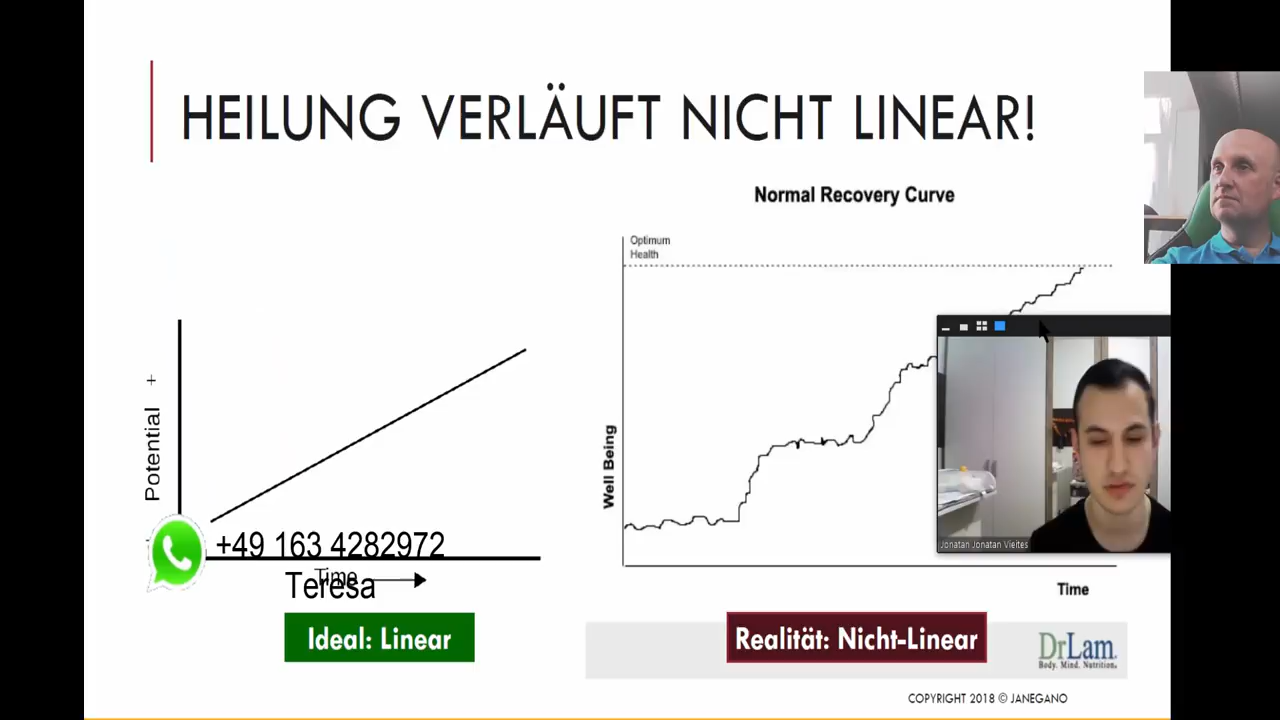 HEILUNG VERLÄUFT NICHT LINEAR!
Normal Recovery Curve
Optimum
Health
Well Being
Time
Potential +
+49 163 4282972
Time
Teresa
Ideal: Linear
Realität: Nicht-Linear
DrLam.
Body. Mind. Nutrition.
COPYRIGHT 2018 © JANEGANO
Jonatan Jonatan Vieites